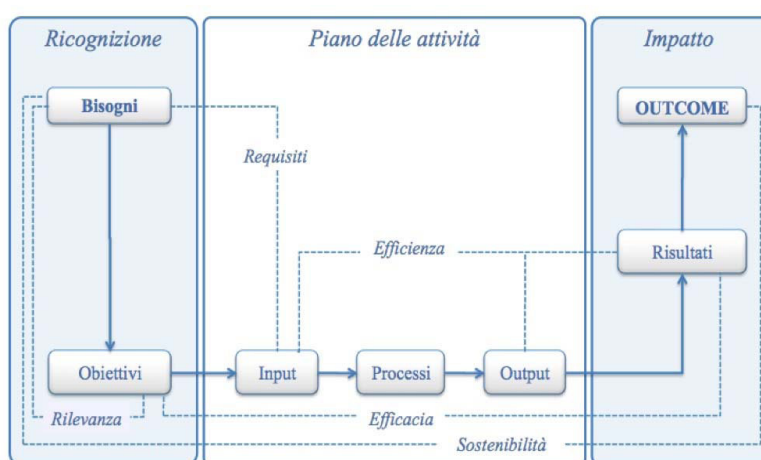 Ricognizione
Piano delle attività
Impatto
Bisogni
OUTCOME
Requisiti
Efficienza
Risultati
Obiettivi
Input
Processi
Output
Rilevanza
Efficacia
Sostenibilità